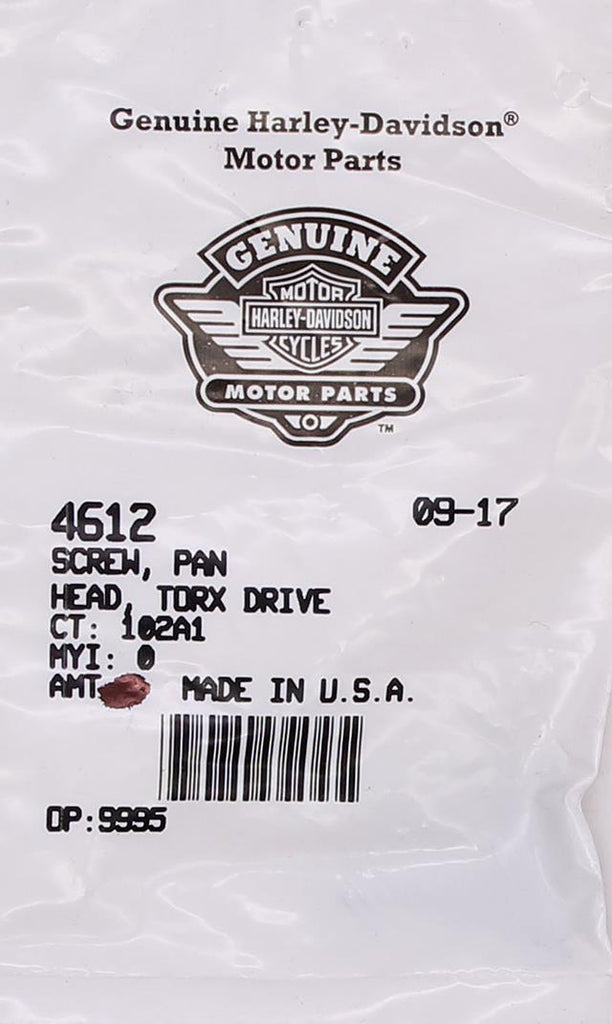 Genuine Harley-Davidson®
Motor Parts
GENUINE
MOTOR
HARLEY-DAVIDSON
CYCLES
MOTOR PARTS
TM
4612 09-17
SCREW, PAN
HEAD, TORX DRIVE
CT: 102A1
MYI: 0
AMT MADE IN U.S.A.
OP:9995